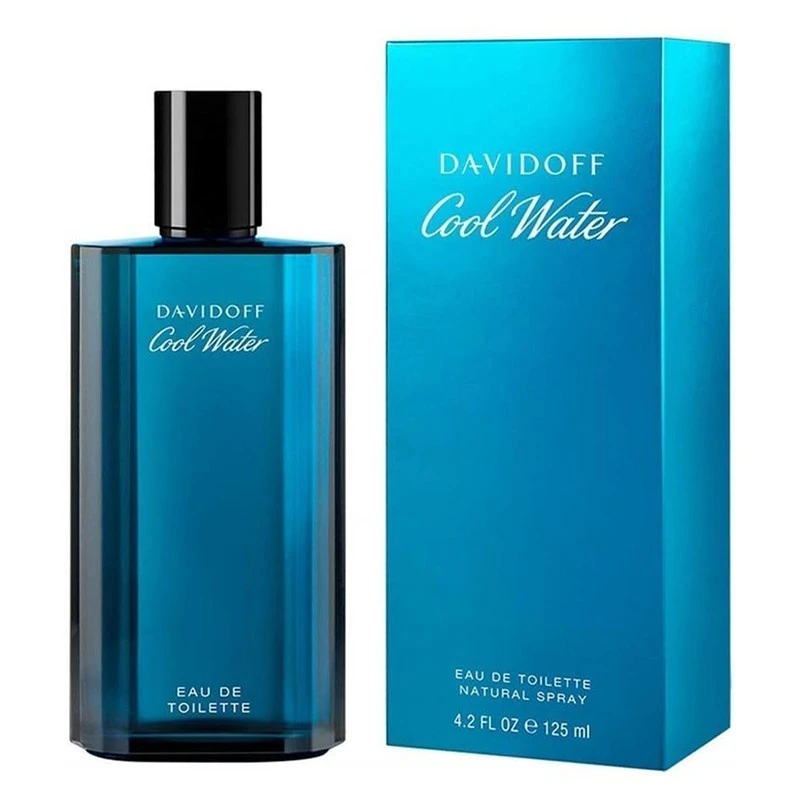 DAVIDOFF
Cool Water
EAU DE
TOILETTE
DAVIDOFF
Cool Water
EAU DE TOILETTE
NATURAL SPRAY
4.2 FL OZ ℮ 125 ml